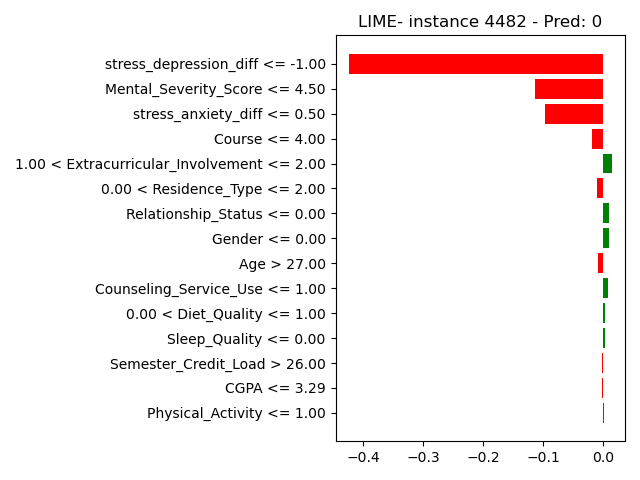 LIME- instance 4482 - Pred: 0
stress_depression_diff <= -1.00
Mental_Severity_Score <= 4.50
stress_anxiety_diff <= 0.50
Course <= 4.00
1.00 < Extracurricular_Involvement <= 2.00
0.00 < Residence_Type <= 2.00
Relationship_Status <= 0.00
Gender <= 0.00
Age > 27.00
Counseling_Service_Use <= 1.00
0.00 < Diet_Quality <= 1.00
Sleep_Quality <= 0.00
Semester_Credit_Load > 26.00
CGPA <= 3.29
Physical_Activity <= 1.00
−0.4 −0.3 −0.2 −0.1 0.0